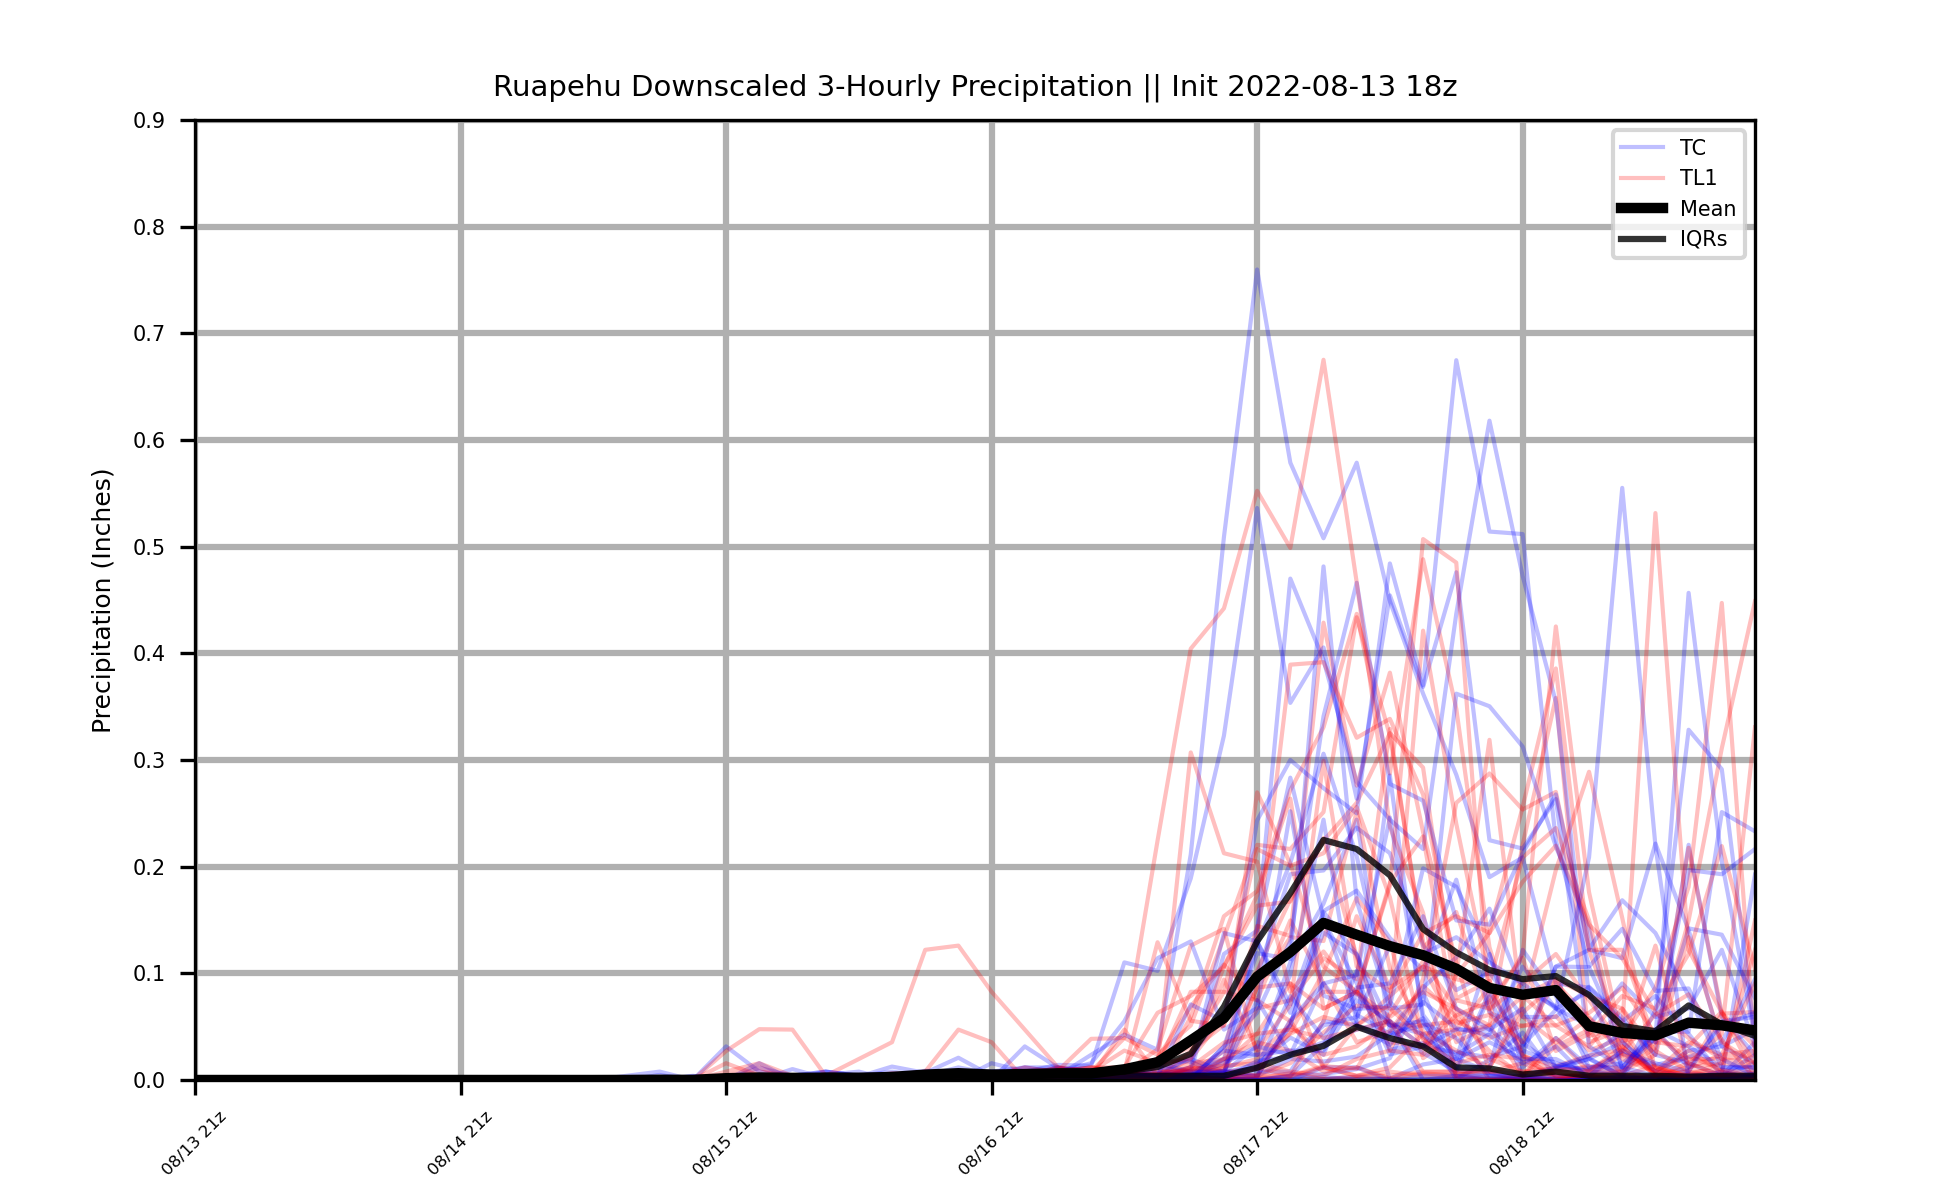 Ruapehu Downscaled 3-Hourly Precipitation || Init 2022-08-13 18z
0.9
0.8
0.7
0.6
0.5
0.4
0.3
0.2
0.1
0.0
Precipitation (Inches)
TC
TL1
Mean
IQRs
08/13 21z
08/14 21z
08/15 21z
08/16 21z
08/17 21z
08/18 21z